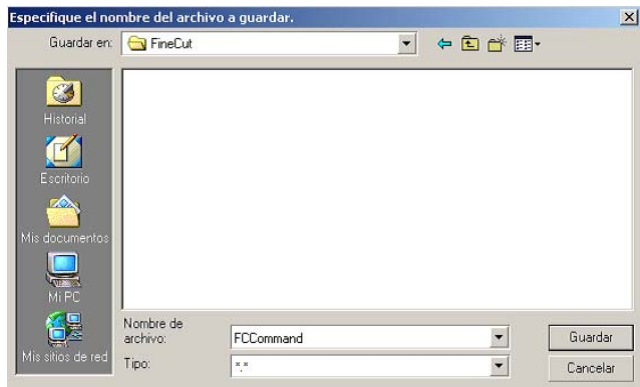 Especifique el nombre del archivo a guardar.
Guardar en:
FineCut
Historial
Escritorio
Mis documentos
Mi PC
Mis sitios de red
Nombre de
archivo:
FCCommand
Guardar
Tipo:
*.*
Cancelar